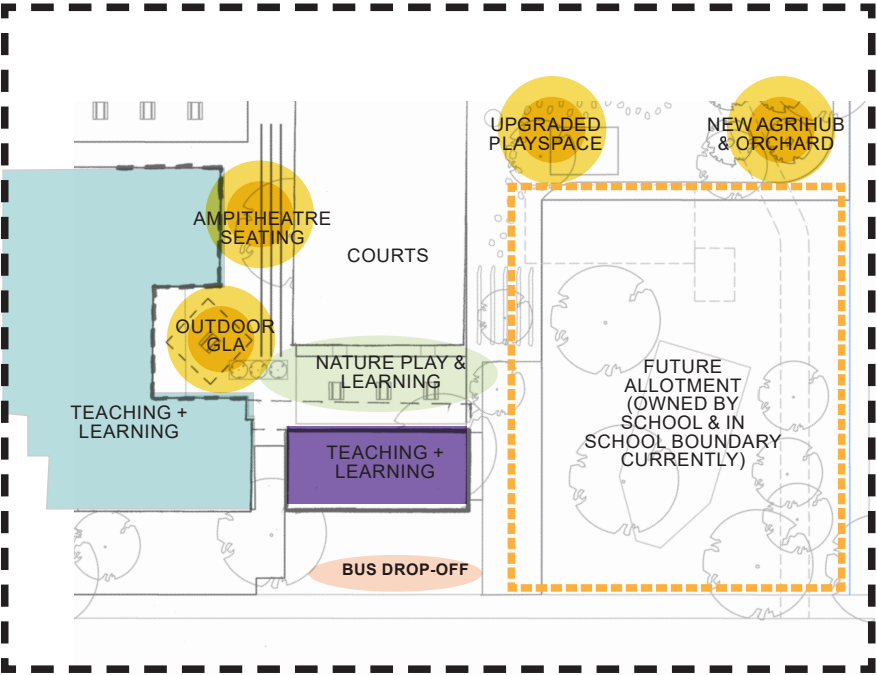 UPGRADED
PLAYSPACE
NEW AGRIHUB
& ORCHARD
AMPITHEATRE
SEATING
COURTS
OUTDOOR
GLA
NATURE PLAY &
LEARNING
FUTURE
ALLOTMENT
(OWNED BY
SCHOOL & IN
SCHOOL BOUNDARY
CURRENTLY)
TEACHING +
LEARNING
TEACHING +
LEARNING
BUS DROP-OFF